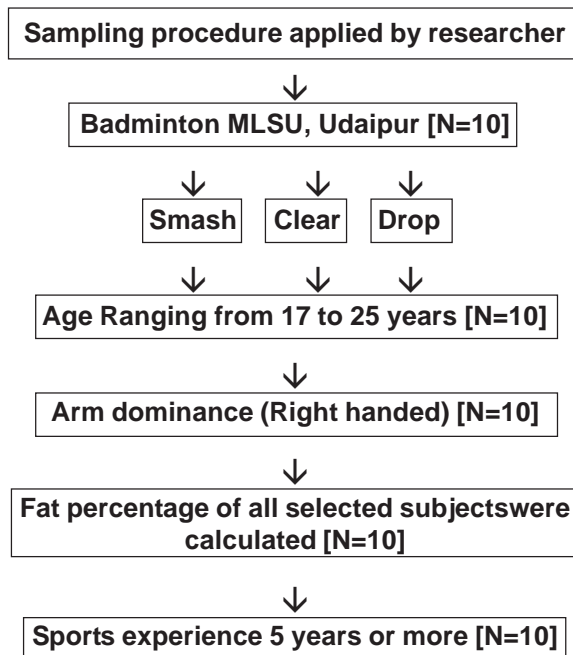 Sampling procedure applied by researcher
Badminton MLSU, Udaipur [N=10]
Smash Clear Drop
Age Ranging from 17 to 25 years [N=10]
Arm dominance (Right handed) [N=10]
Fat percentage of all selected subjectswere
calculated [N=10]
Sports experience 5 years or more [N=10]